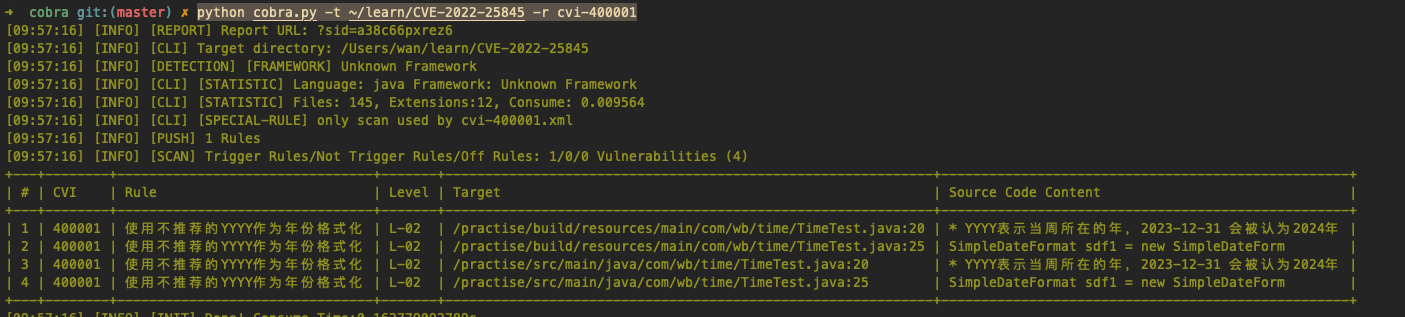 ➜ cobra git:(master) ✗ python cobra.py -t ~/learn/CVE-2022-25845 -r cvi-400001
[09:57:16] [INFO] [REPORT] Report URL: ?sid=a38c66pxrez6
[09:57:16] [INFO] [CLI] Target directory: /Users/wan/learn/CVE-2022-25845
[09:57:16] [INFO] [DETECTION] [FRAMEWORK] Unknown Framework
[09:57:16] [INFO] [CLI] [STATISTIC] Language: java Framework: Unknown Framework
[09:57:16] [INFO] [CLI] [STATISTIC] Files: 145, Extensions:12, Consume: 0.009564
[09:57:16] [INFO] [CLI] [SPECIAL-RULE] only scan used by cvi-400001.xml
[09:57:16] [INFO] [PUSH] 1 Rules
[09:57:16] [INFO] [SCAN] Trigger Rules/Not Trigger Rules/Off Rules: 1/0/0 Vulnerabilities (4)
| # | CVI | Rule | Level | Target | Source Code Content |
| 1 | 400001 | 使用不推荐的YYYY作为年份格式化 | L-02 | /practise/build/resources/main/com/wb/time/TimeTest.java:20 | * YYYY表示当周所在的年, 2023-12-31 会被认为2024年 |
| 2 | 400001 | 使用不推荐的YYYY作为年份格式化 | L-02 | /practise/build/resources/main/com/wb/time/TimeTest.java:25 | SimpleDateFormat sdf1 = new SimpleDateForm |
| 3 | 400001 | 使用不推荐的YYYY作为年份格式化 | L-02 | /practise/src/main/java/com/wb/time/TimeTest.java:20 | * YYYY表示当周所在的年, 2023-12-31 会被认为2024年 |
| 4 | 400001 | 使用不推荐的YYYY作为年份格式化 | L-02 | /practise/src/main/java/com/wb/time/TimeTest.java:25 | SimpleDateFormat sdf1 = new SimpleDateForm |